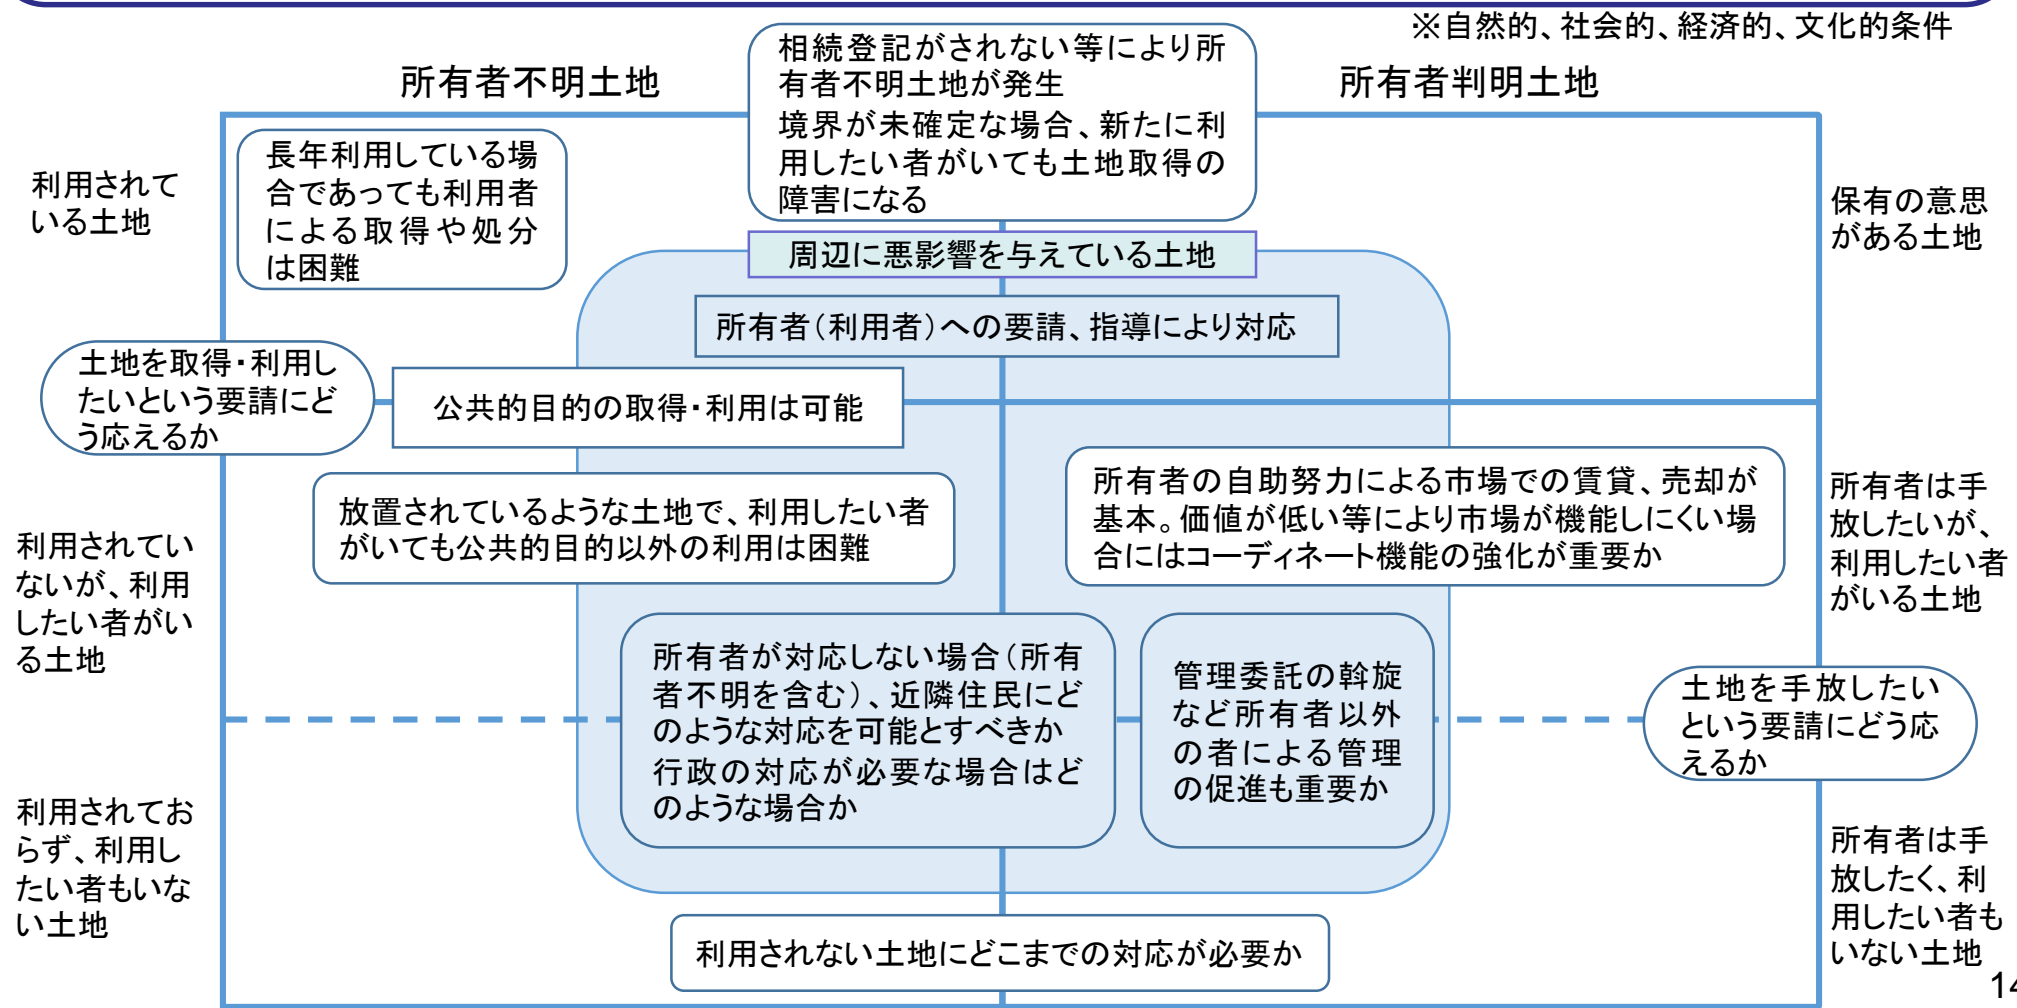 ※自然的、社会的、経済的、文化的条件
所有者不明土地
相続登記がされない等により所
有者不明土地が発生
境界が未確定な場合、新たに利
用したい者がいても土地取得の
障害になる
所有者判明土地
利用されて
いる土地
長年利用している場
合であっても利用者
による取得や処分
は困難
保有の意思
がある土地
周辺に悪影響を与えている土地
所有者（利用者）への要請、指導により対応
土地を取得・利用し
たいという要請にど
う応えるか
公共的目的の取得・利用は可能
放置されているような土地で、利用したい者
がいても公共的目的以外の利用は困難
所有者の自助努力による市場での賃貸、売却が
基本。価値が低い等により市場が機能しにくい場
合にはコーディネート機能の強化が重要か
所有者は手
放したいが、
利用したい者
がいる土地
利用されてい
ないが、利用
したい者がい
る土地
所有者が対応しない場合（所有
者不明を含む）、近隣住民にど
のような対応を可能とすべきか
行政の対応が必要な場合はど
のような場合か
管理委託の斡旋
など所有者以外
の者による管理
の促進も重要か
土地を手放したい
という要請にどう応
えるか
利用されてお
らず、利用し
たい者もいな
い土地
所有者は手
放したく、利
用したい者も
いない土地
利用されない土地にどこまでの対応が必要か
14